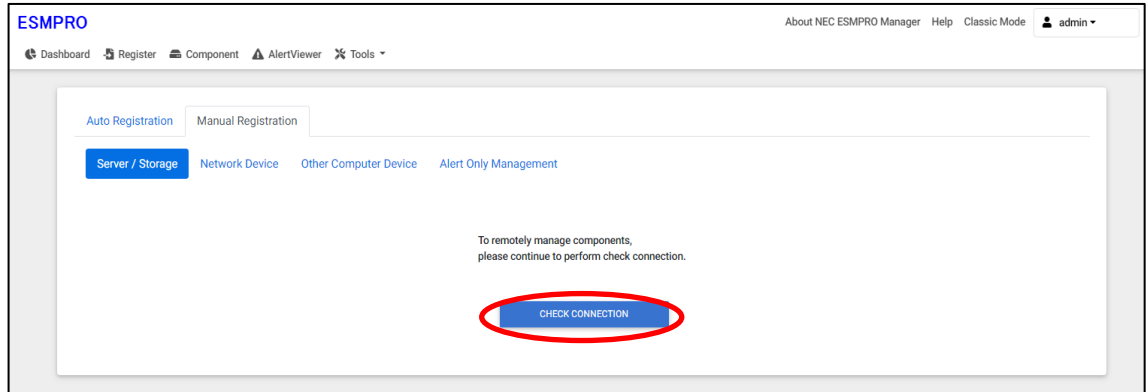 ESMPRO
About NEC ESMPRO Manager Help Classic Mode admin
Dashboard Register Component AlertViewer Tools
Auto Registration Manual Registration
Server / Storage Network Device Other Computer Device Alert Only Management
To remotely manage components,
please continue to perform check connection.
CHECK CONNECTION